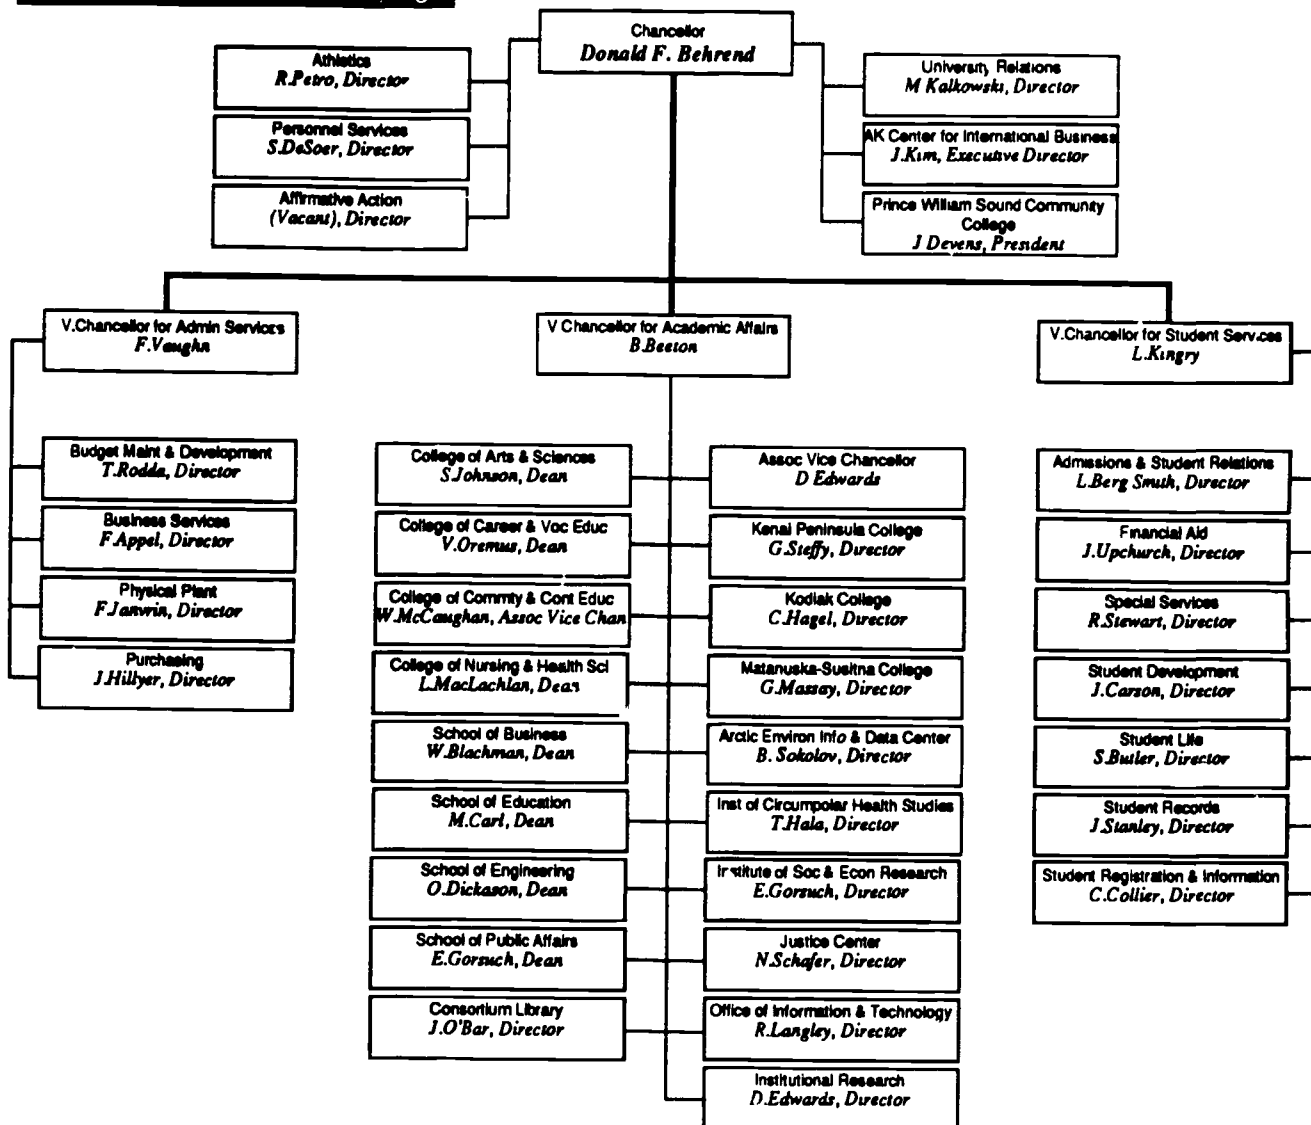 Chancellor
Donald F. Behrend
Athletics
R.Petro, Director
Personnel Services
S.DeSoer, Director
Affirmative Action
(Vacant), Director
University Relations
M Kalkowski, Director
AK Center for International Business
J.Kim, Executive Director
Prince William Sound Community
College
J Devens, President
V.Chancellor for Admin Services
F.Vaughn
V Chancellor for Academic Affairs
B.Beeton
V.Chancellor for Student Services
L.Kingry
Budget Maint & Development
T.Rodda, Director
Business Services
F.Appel, Director
Physical Plant
F.Janvrin, Director
Purchasing
J.Hillyer, Director
College of Arts & Sciences
S.Johnson, Dean
College of Career & Voc Educ
V.Oremus, Dean
College of Commty & Cont Educ
W.McCaughan, Assoc Vice Chan
College of Nursing & Health Sci
L.MacLachlan, Dean
School of Business
W.Blachman, Dean
School of Education
M.Carl, Dean
School of Engineering
O.Dickason, Dean
School of Public Affairs
E.Gorsuch, Dean
Consortium Library
J.O'Bar, Director
Assoc Vice Chancellor
D Edwards
Kenai Peninsula College
G.Steffy, Director
Kodiak College
C.Hagel, Director
Matanuska-Susitna College
G.Massay, Director
Arctic Environ Info & Data Center
B. Sokolov, Director
Inst of Circumpolar Health Studies
T.Hala, Director
Institute of Soc & Econ Research
E.Gorsuch, Director
Justice Center
N.Schafer, Director
Office of Information & Technology
R.Langley, Director
Institutional Research
D.Edwards, Director
Admissions & Student Relations
L.Berg Smith, Director
Financial Aid
J.Upchurch, Director
Special Services
R.Stewart, Director
Student Development
J.Carson, Director
Student Life
S.Butler, Director
Student Records
J.Stanley, Director
Student Registration & Information
C.Collier, Director